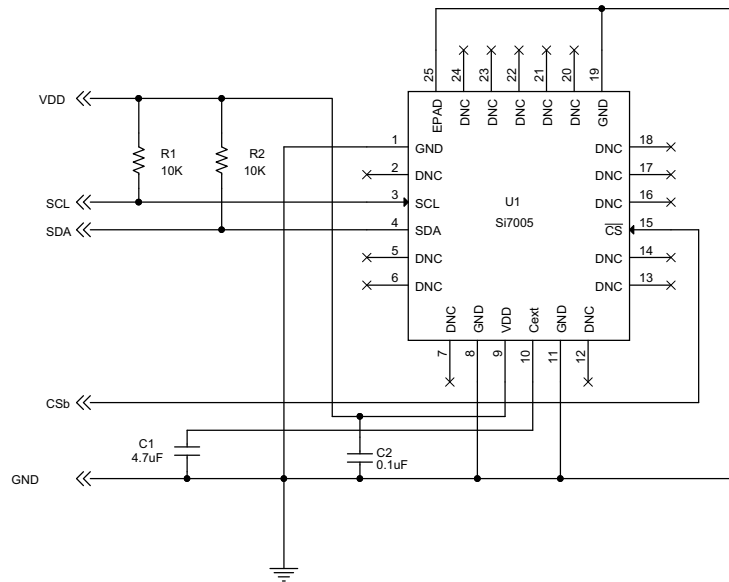 25
24
23
22
21
20
19
EPAD
DNC
DNC
DNC
DNC
DNC
GND
VDD
R1
10K
R2
10K
SCL
SDA
1
GND
2
DNC
3
SCL
4
SDA
5
DNC
6
DNC
U1
Si7005
DNC
18
DNC
17
DNC
16
CS
15
DNC
14
DNC
13
DNC
GND
VDD
Cext
GND
DNC
7
8
9
10
11
12
CSb
C1
4.7uF
C2
0.1uF
GND